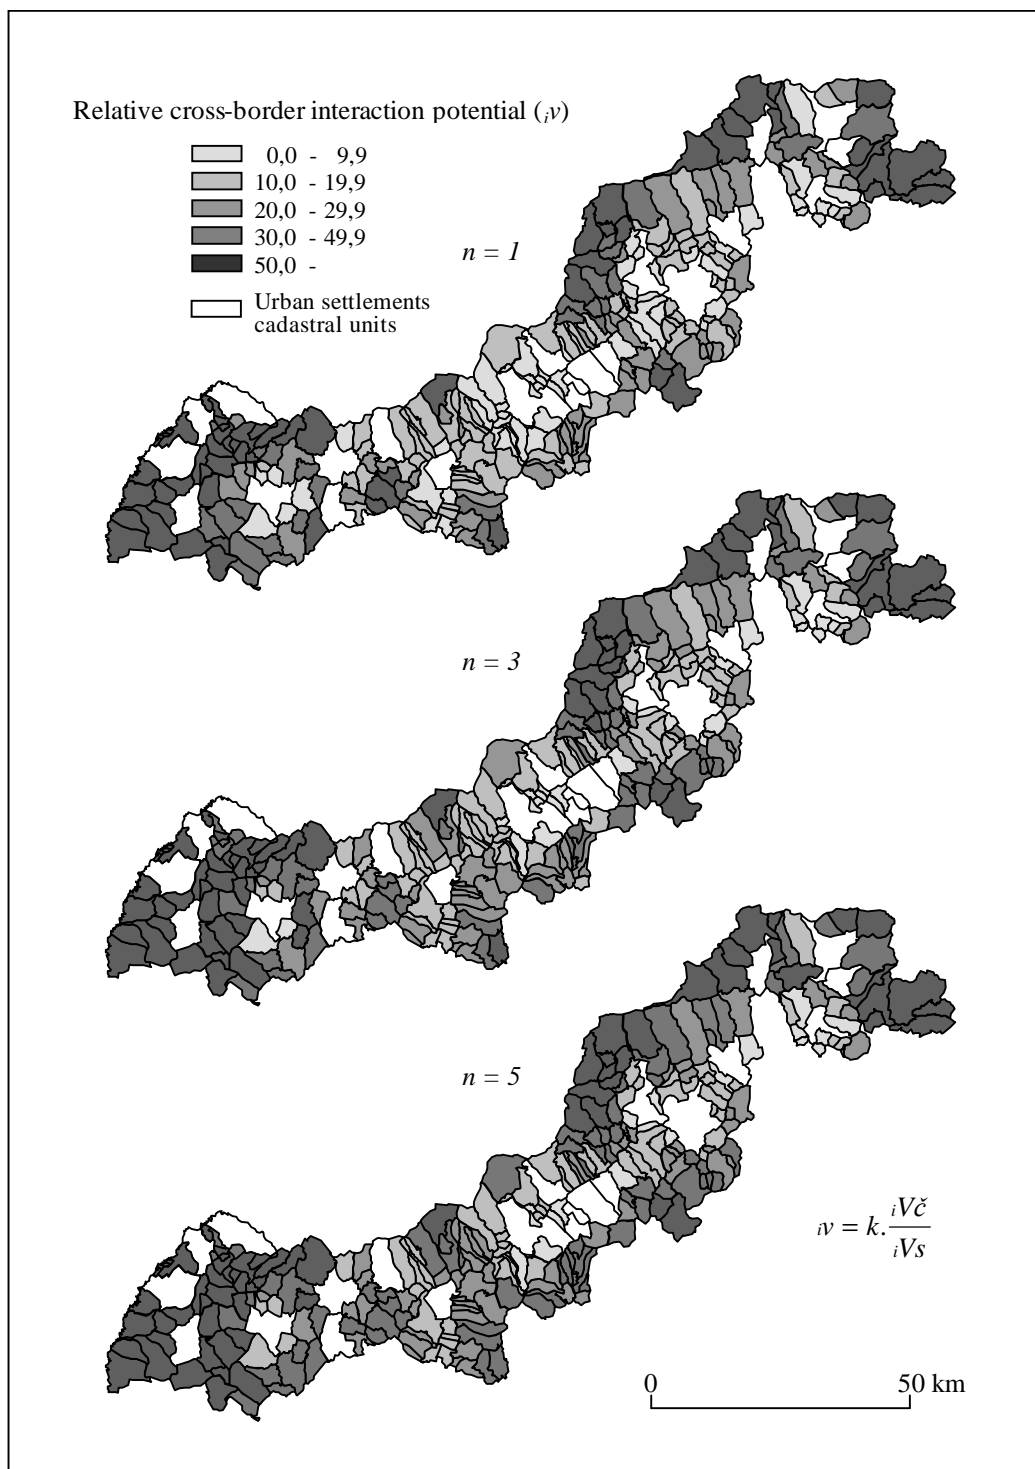 Relative cross-border interaction potential (ᵢv)
0,0 - 9,9
10,0 - 19,9
20,0 - 29,9
30,0 - 49,9
50,0 -
Urban settlements
cadastral units
n = 1
n = 3
n = 5
ᵢv = k. ᵢVč / ᵢVs
0 50 km